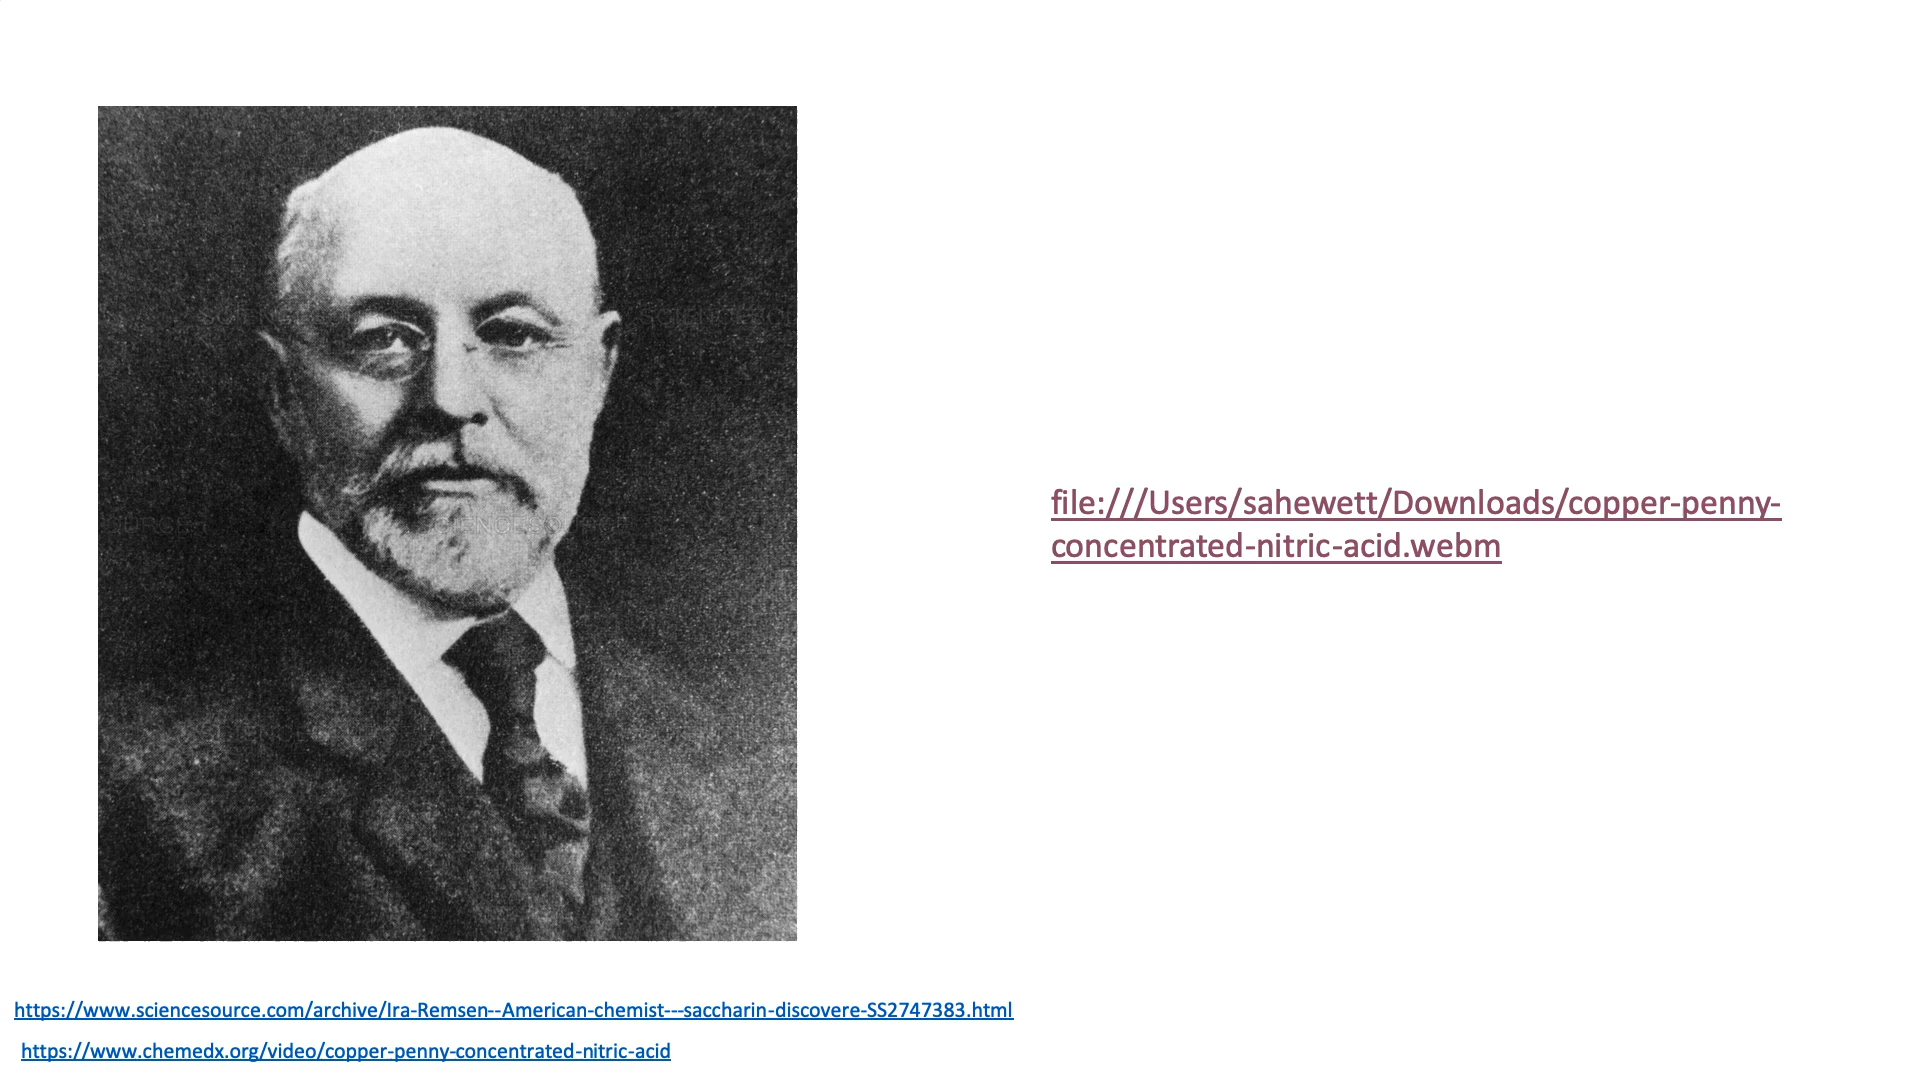 file:///Users/sahewett/Downloads/copper-penny-
concentrated-nitric-acid.webm
https://www.sciencesource.com/archive/Ira-Remsen--American-chemist---saccharin-discovere-SS2747383.html
https://www.chemedx.org/video/copper-penny-concentrated-nitric-acid